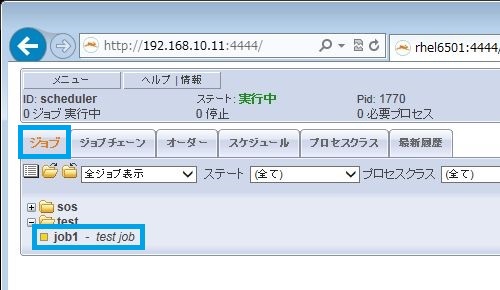 http://192.168.10.11:4444/
rhel6501:4444/
メニュー ヘルプ | 情報
ID: scheduler ステート: 実行中 Pid: 1770
0 ジョブ 実行中 0 停止 0 必要プロセス
ジョブ ジョブチェーン オーダー スケジュール プロセスクラス 最新履歴
全ジョブ表示 ステート (全て) プロセスクラス (全て)
sos
test
job1 - test job